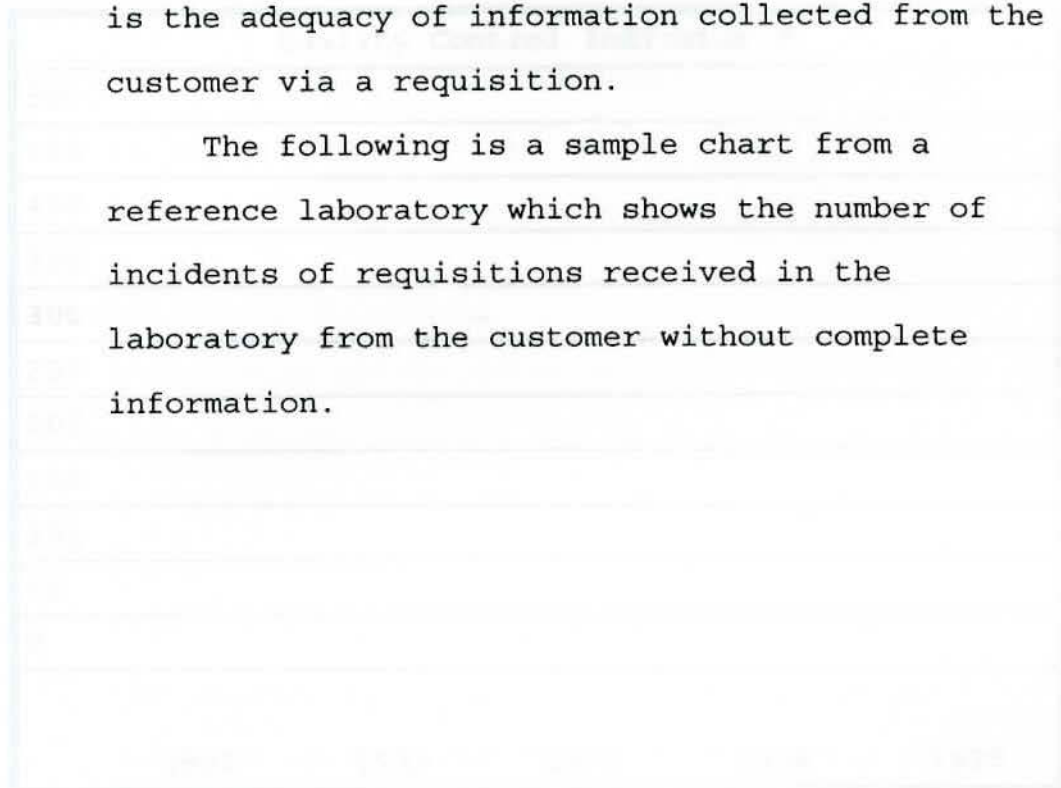 is the adequacy of information collected from the
customer via a requisition.
The following is a sample chart from a
reference laboratory which shows the number of
incidents of requisitions received in the
laboratory from the customer without complete
information.